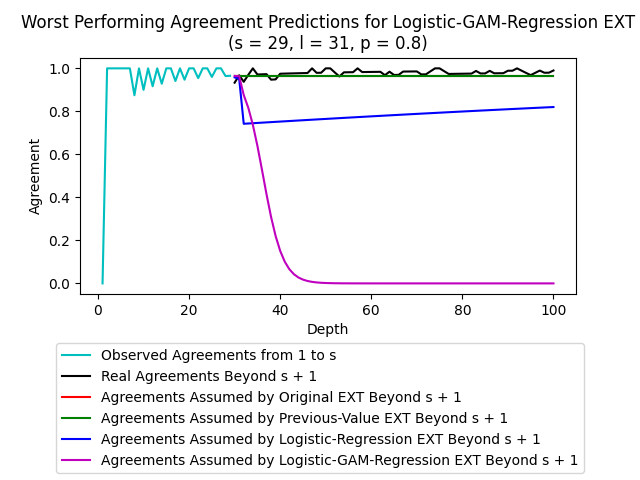 Worst Performing Agreement Predictions for Logistic-GAM-Regression EXT
(s = 29, l = 31, p = 0.8)
1.0
0.8
0.6
0.4
0.2
0.0
Agreement
0 20 40 60 80 100
Depth
Observed Agreements from 1 to s
Real Agreements Beyond s + 1
Agreements Assumed by Original EXT Beyond s + 1
Agreements Assumed by Previous-Value EXT Beyond s + 1
Agreements Assumed by Logistic-Regression EXT Beyond s + 1
Agreements Assumed by Logistic-GAM-Regression EXT Beyond s + 1